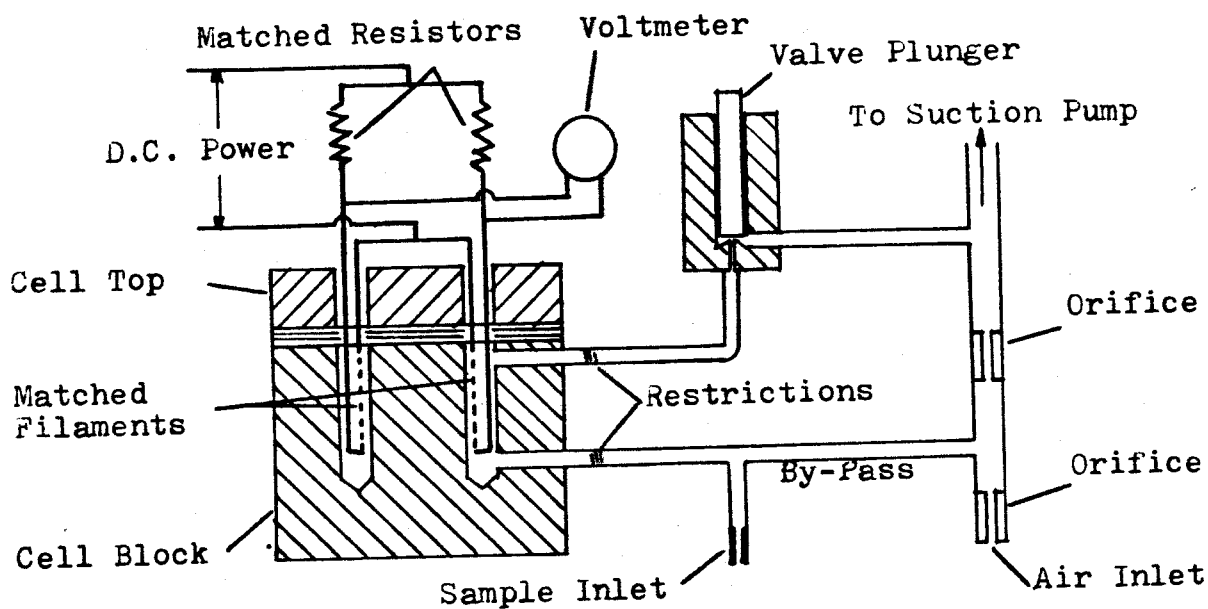 Matched Resistors
Voltmeter
Valve Plunger
To Suction Pump
D.C. Power
Cell Top
Orifice
Matched
Filaments
Restrictions
By-Pass
Orifice
Cell Block
Sample Inlet
Air Inlet